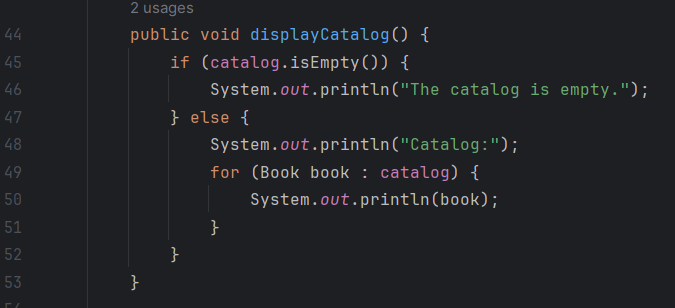 2 usages
44 public void displayCatalog() {
45 if (catalog.isEmpty()) {
46 System.out.println("The catalog is empty.");
47 } else {
48 System.out.println("Catalog:");
49 for (Book book : catalog) {
50 System.out.println(book);
51 }
52 }
53 }